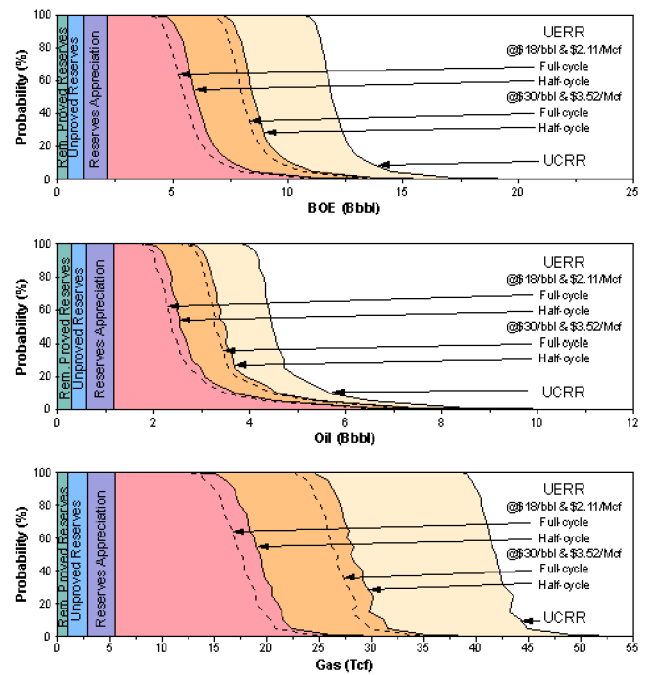 Probability (%)
100
80
60
40
20
0
Rem. Proved Reserves
Unproved Reserves
Reserves Appreciation
UERR
@$18/bbl & $2.11/Mcf
Full-cycle
Half-cycle
@$30/bbl & $3.52/Mcf
Full-cycle
Half-cycle
UCRR
0 5 10 15 20 25
BOE (Bbbl)
Probability (%)
100
80
60
40
20
0
Rem. Proved Reserves
Unproved Reserves
Reserves Appreciation
UERR
@$18/bbl & $2.11/Mcf
Full-cycle
Half-cycle
@$30/bbl & $3.52/Mcf
Full-cycle
Half-cycle
UCRR
0 2 4 6 8 10 12
Oil (Bbbl)
Probability (%)
100
80
60
40
20
0
Rem. Proved Reserves
Unproved Reserves
Reserves Appreciation
UERR
@$18/bbl & $2.11/Mcf
Full-cycle
Half-cycle
@$30/bbl & $3.52/Mcf
Full-cycle
Half-cycle
UCRR
0 5 10 15 20 25 30 35 40 45 50 55
Gas (Tcf)